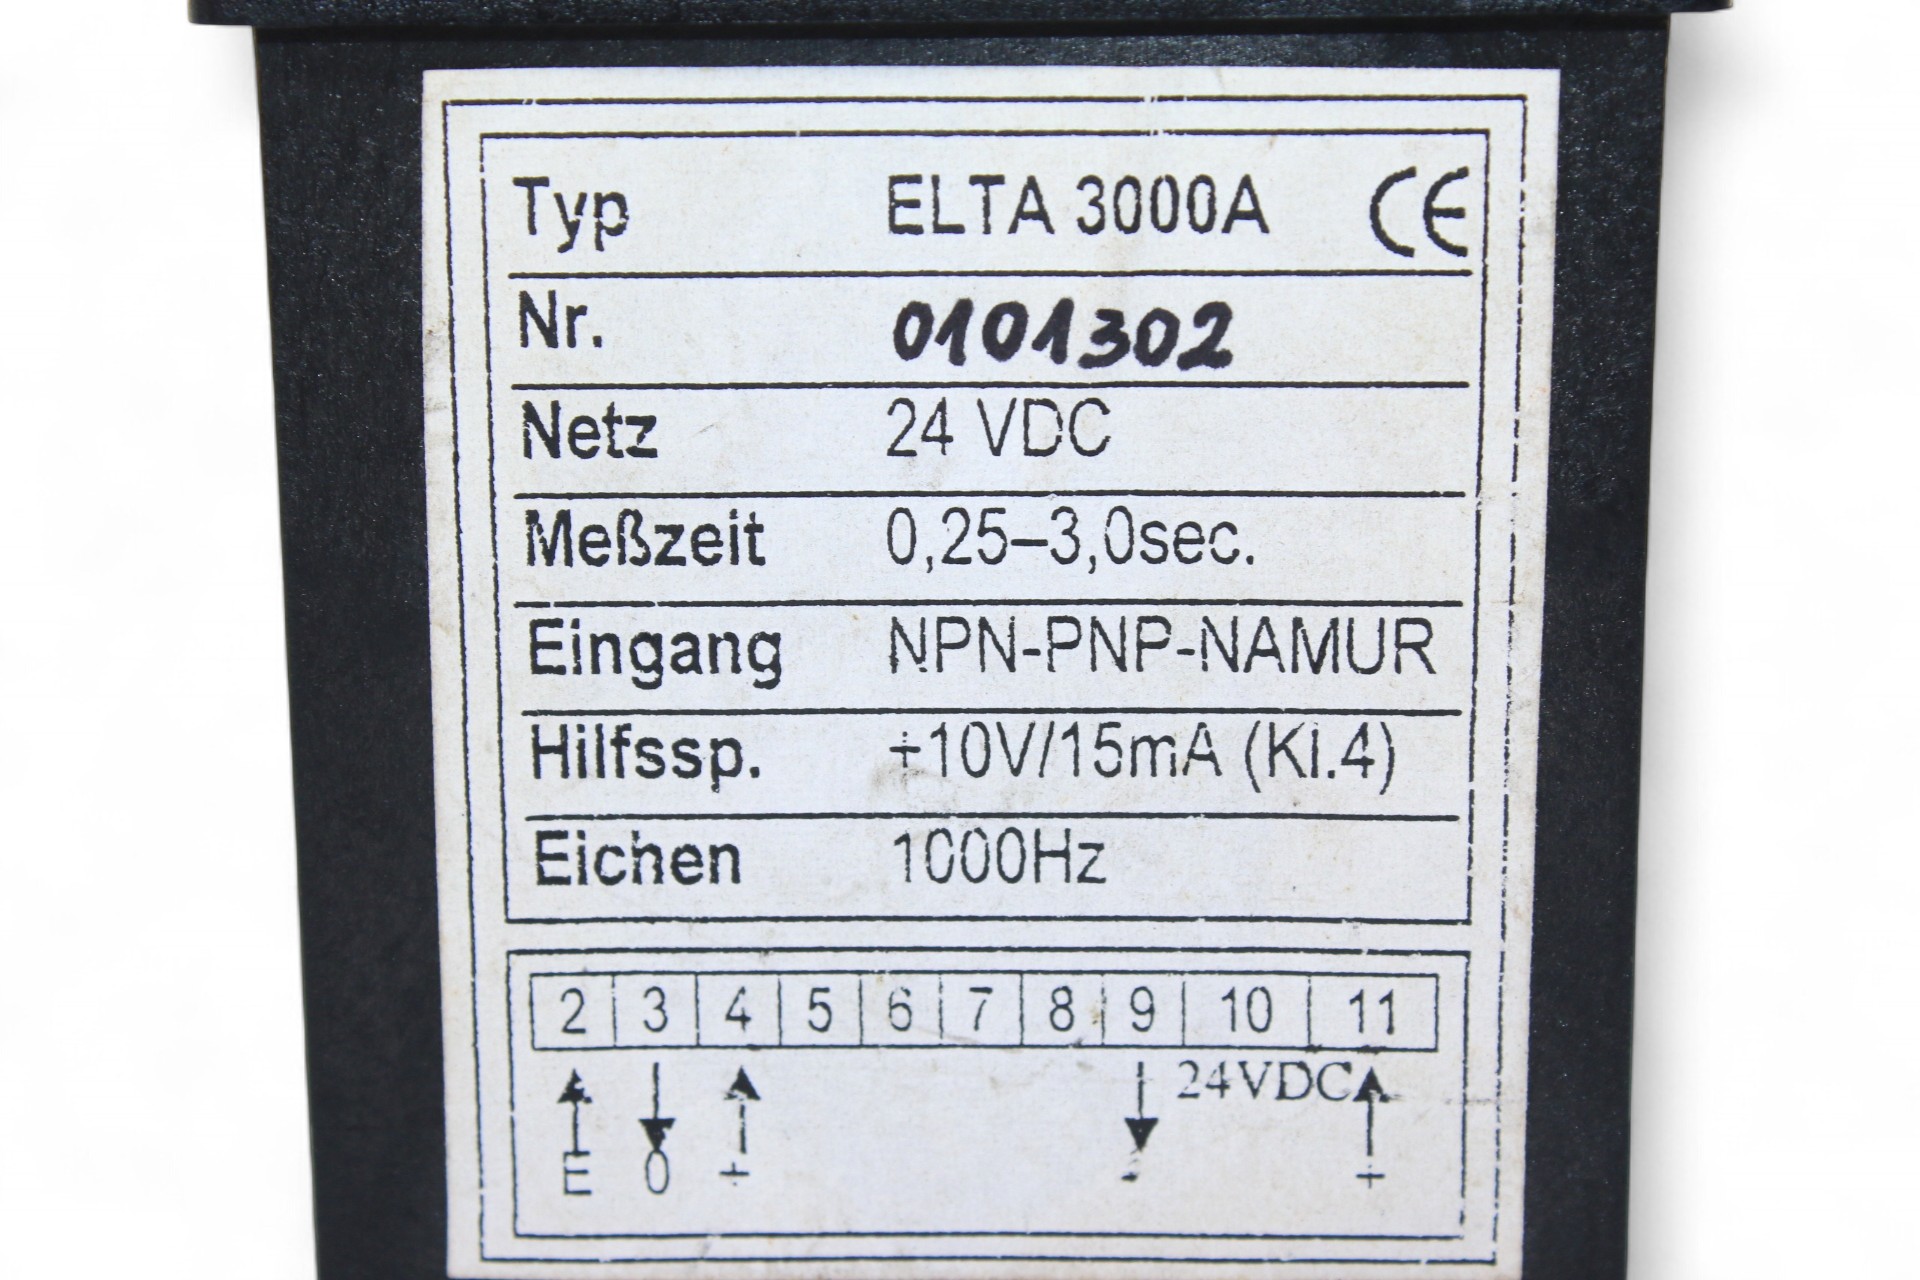 Typ ELTA 3000A CE
Nr. 0101302
Netz 24 VDC
Meßzeit 0,25–3,0sec.
Eingang NPN-PNP-NAMUR
Hilfssp. +10V/15mA (Kl.4)
Eichen 1000Hz
2 3 4 5 6 7 8 9 10 11
24VDC
E 0 + - +